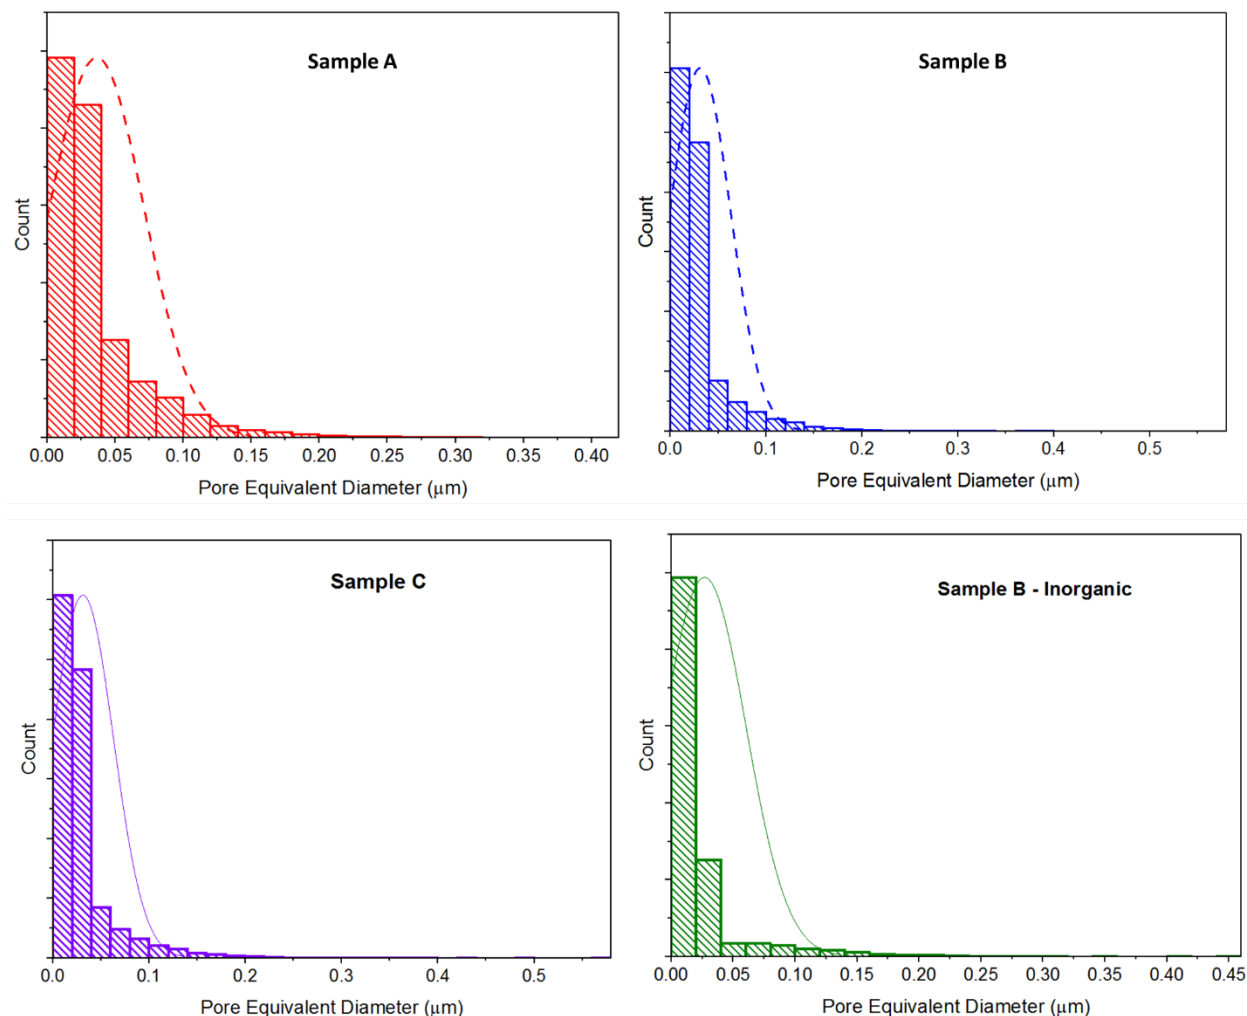 Sample A
Count
0.00 0.05 0.10 0.15 0.20 0.25 0.30 0.35 0.40
Pore Equivalent Diameter (μm)
Sample B
Count
0.0 0.1 0.2 0.3 0.4 0.5
Pore Equivalent Diameter (μm)
Sample C
Count
0.0 0.1 0.2 0.3 0.4 0.5
Pore Equivalent Diameter (μm)
Sample B - Inorganic
Count
0.00 0.05 0.10 0.15 0.20 0.25 0.30 0.35 0.40 0.45
Pore Equivalent Diameter (μm)